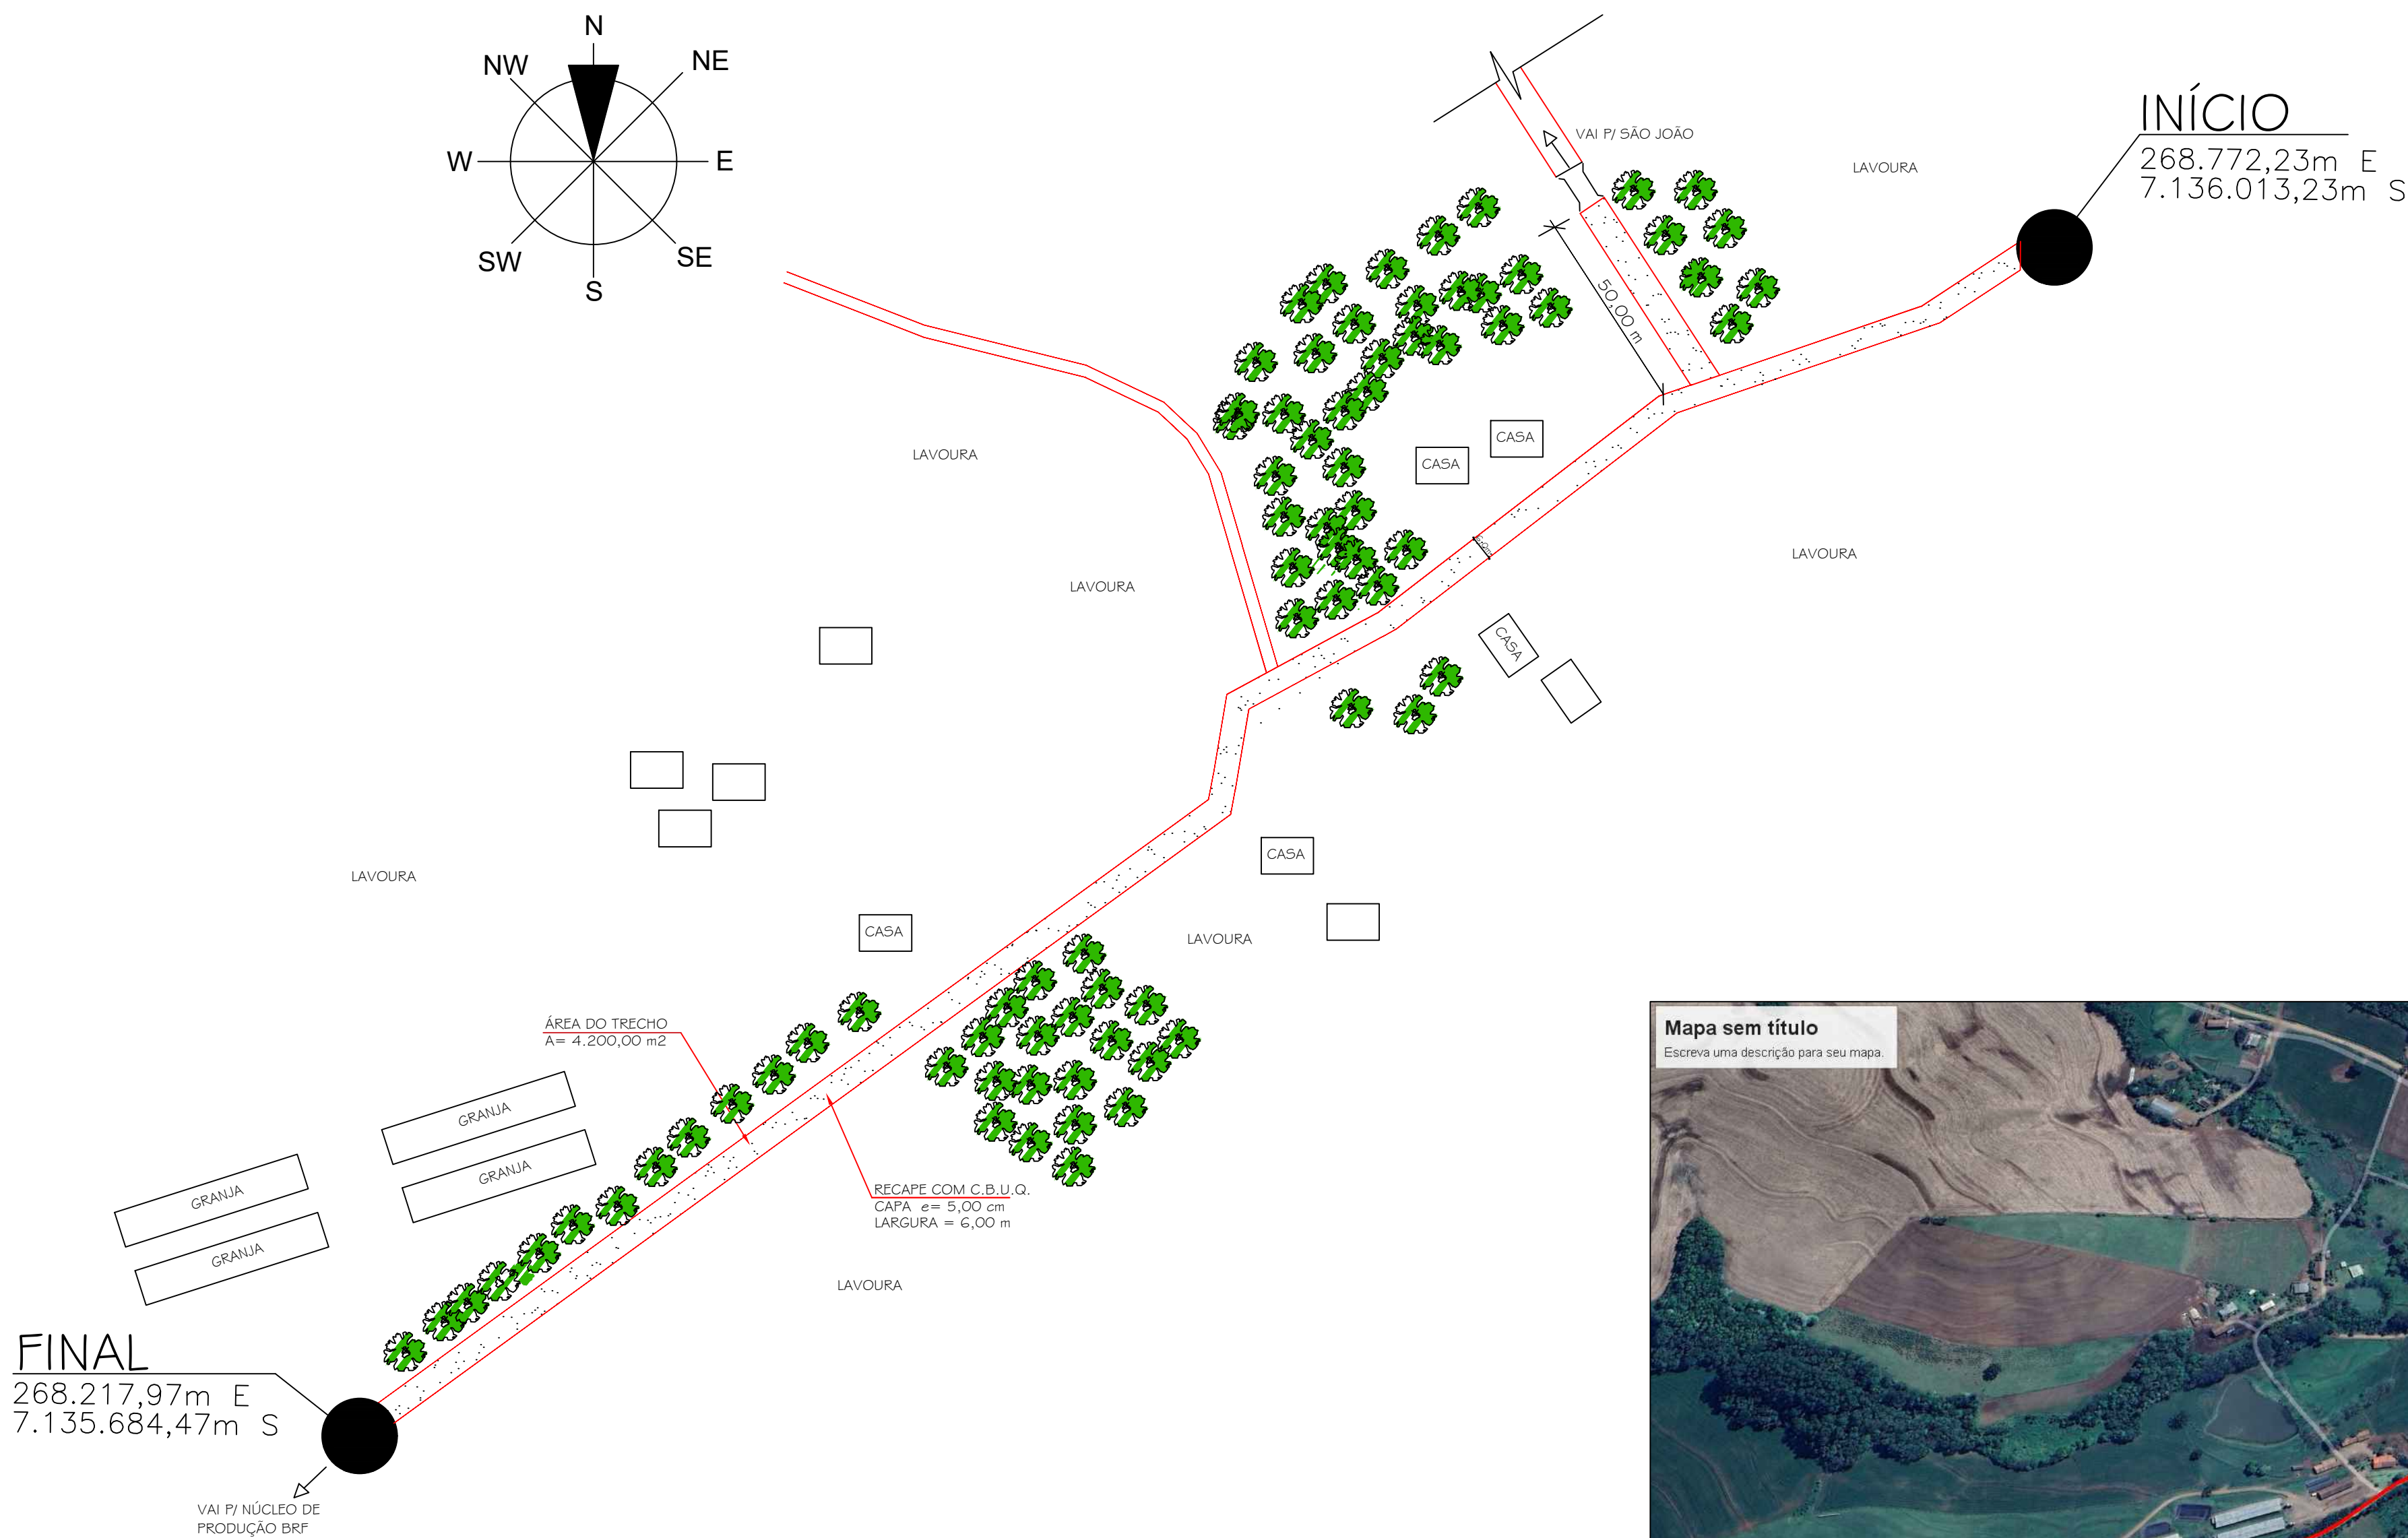 N
NW
NE
W
E
SW
SE
S
VAI P/ SÃO JOÃO
INÍCIO
268.772,23m E
7.136.013,23m S
LAVOURA
50,00 m
CASA
CASA
LAVOURA
LAVOURA
LAVOURA
CASA
CASA
LAVOURA
CASA
LAVOURA
ÁREA DO TRECHO
A= 4.200,00 m2
GRANJA
GRANJA
GRANJA
GRANJA
RECAPE COM C.B.U.Q.
CAPA e= 5,00 cm
LARGURA = 6,00 m
LAVOURA
FINAL
268.217,97m E
7.135.684,47m S
VAI P/ NÚCLEO DE
PRODUÇÃO BRF
Mapa sem título
Escreva uma descrição para seu mapa.